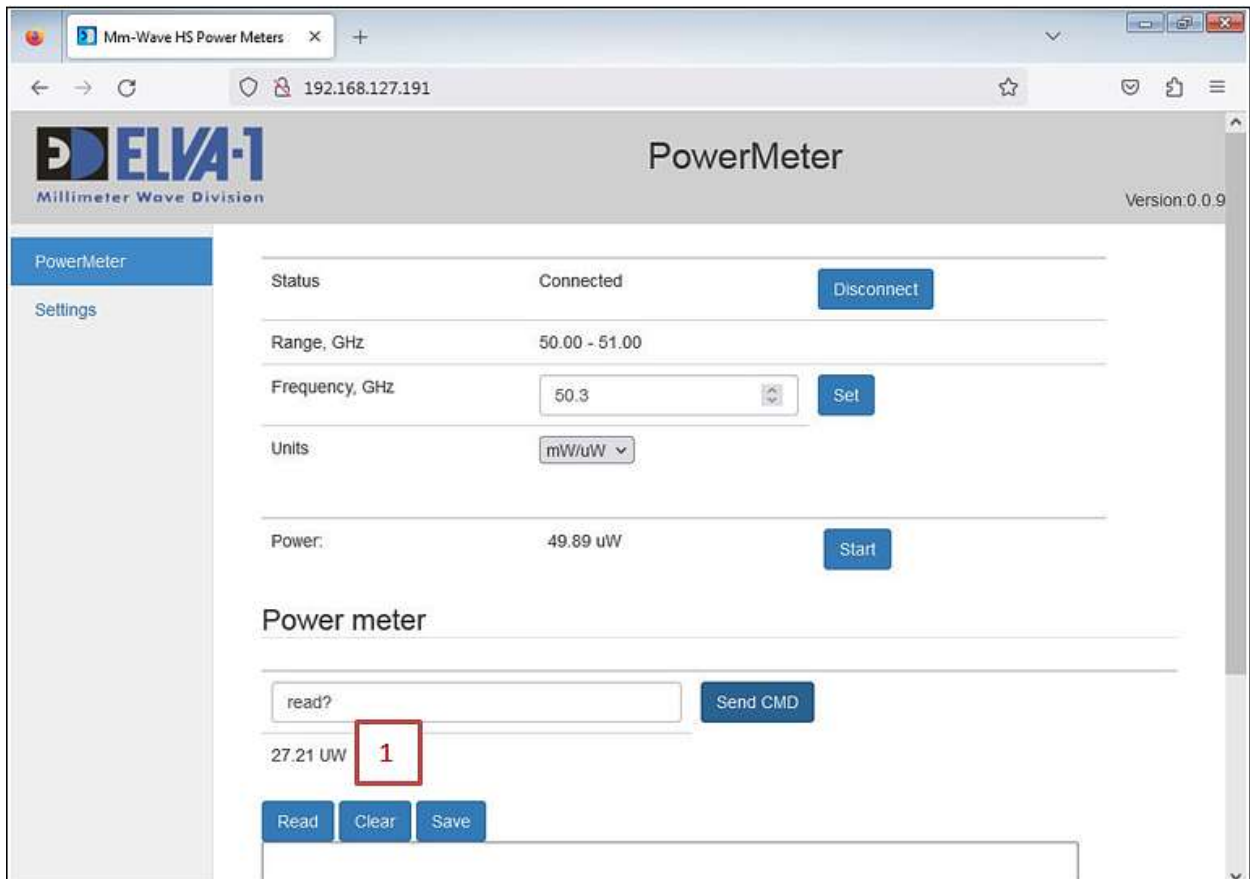 Mm-Wave HS Power Meters
192.168.127.191
ELVA-1
Millimeter Wave Division
PowerMeter
Version:0.0.9
PowerMeter
Settings
Status Connected Disconnect
Range, GHz 50.00 - 51.00
Frequency, GHz 50.3 Set
Units mW/uW
Power: 49.89 uW Start
Power meter
read? Send CMD
27.21 UW 1
Read Clear Save